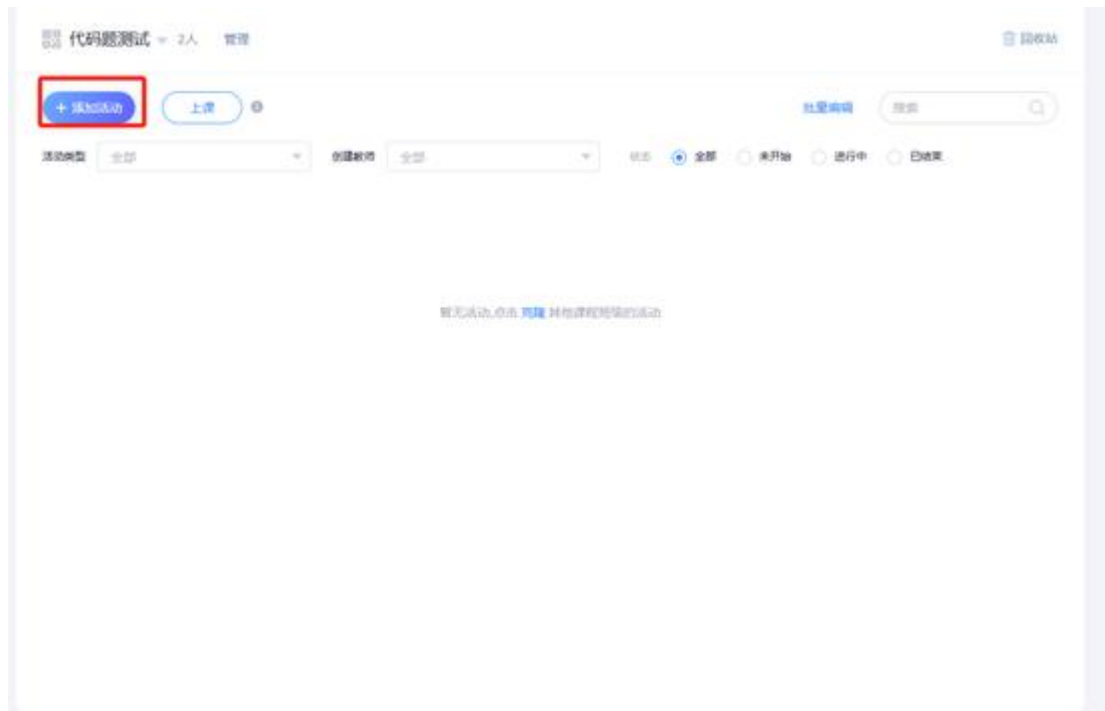 代码题测试 2人 管理 回收站
+ 添加活动 上课 批量编辑 搜索
活动类型 全部 创建教师 全部 状态 全部 未开始 进行中 已结束
暂无活动,点击 克隆 其他课程班级的活动